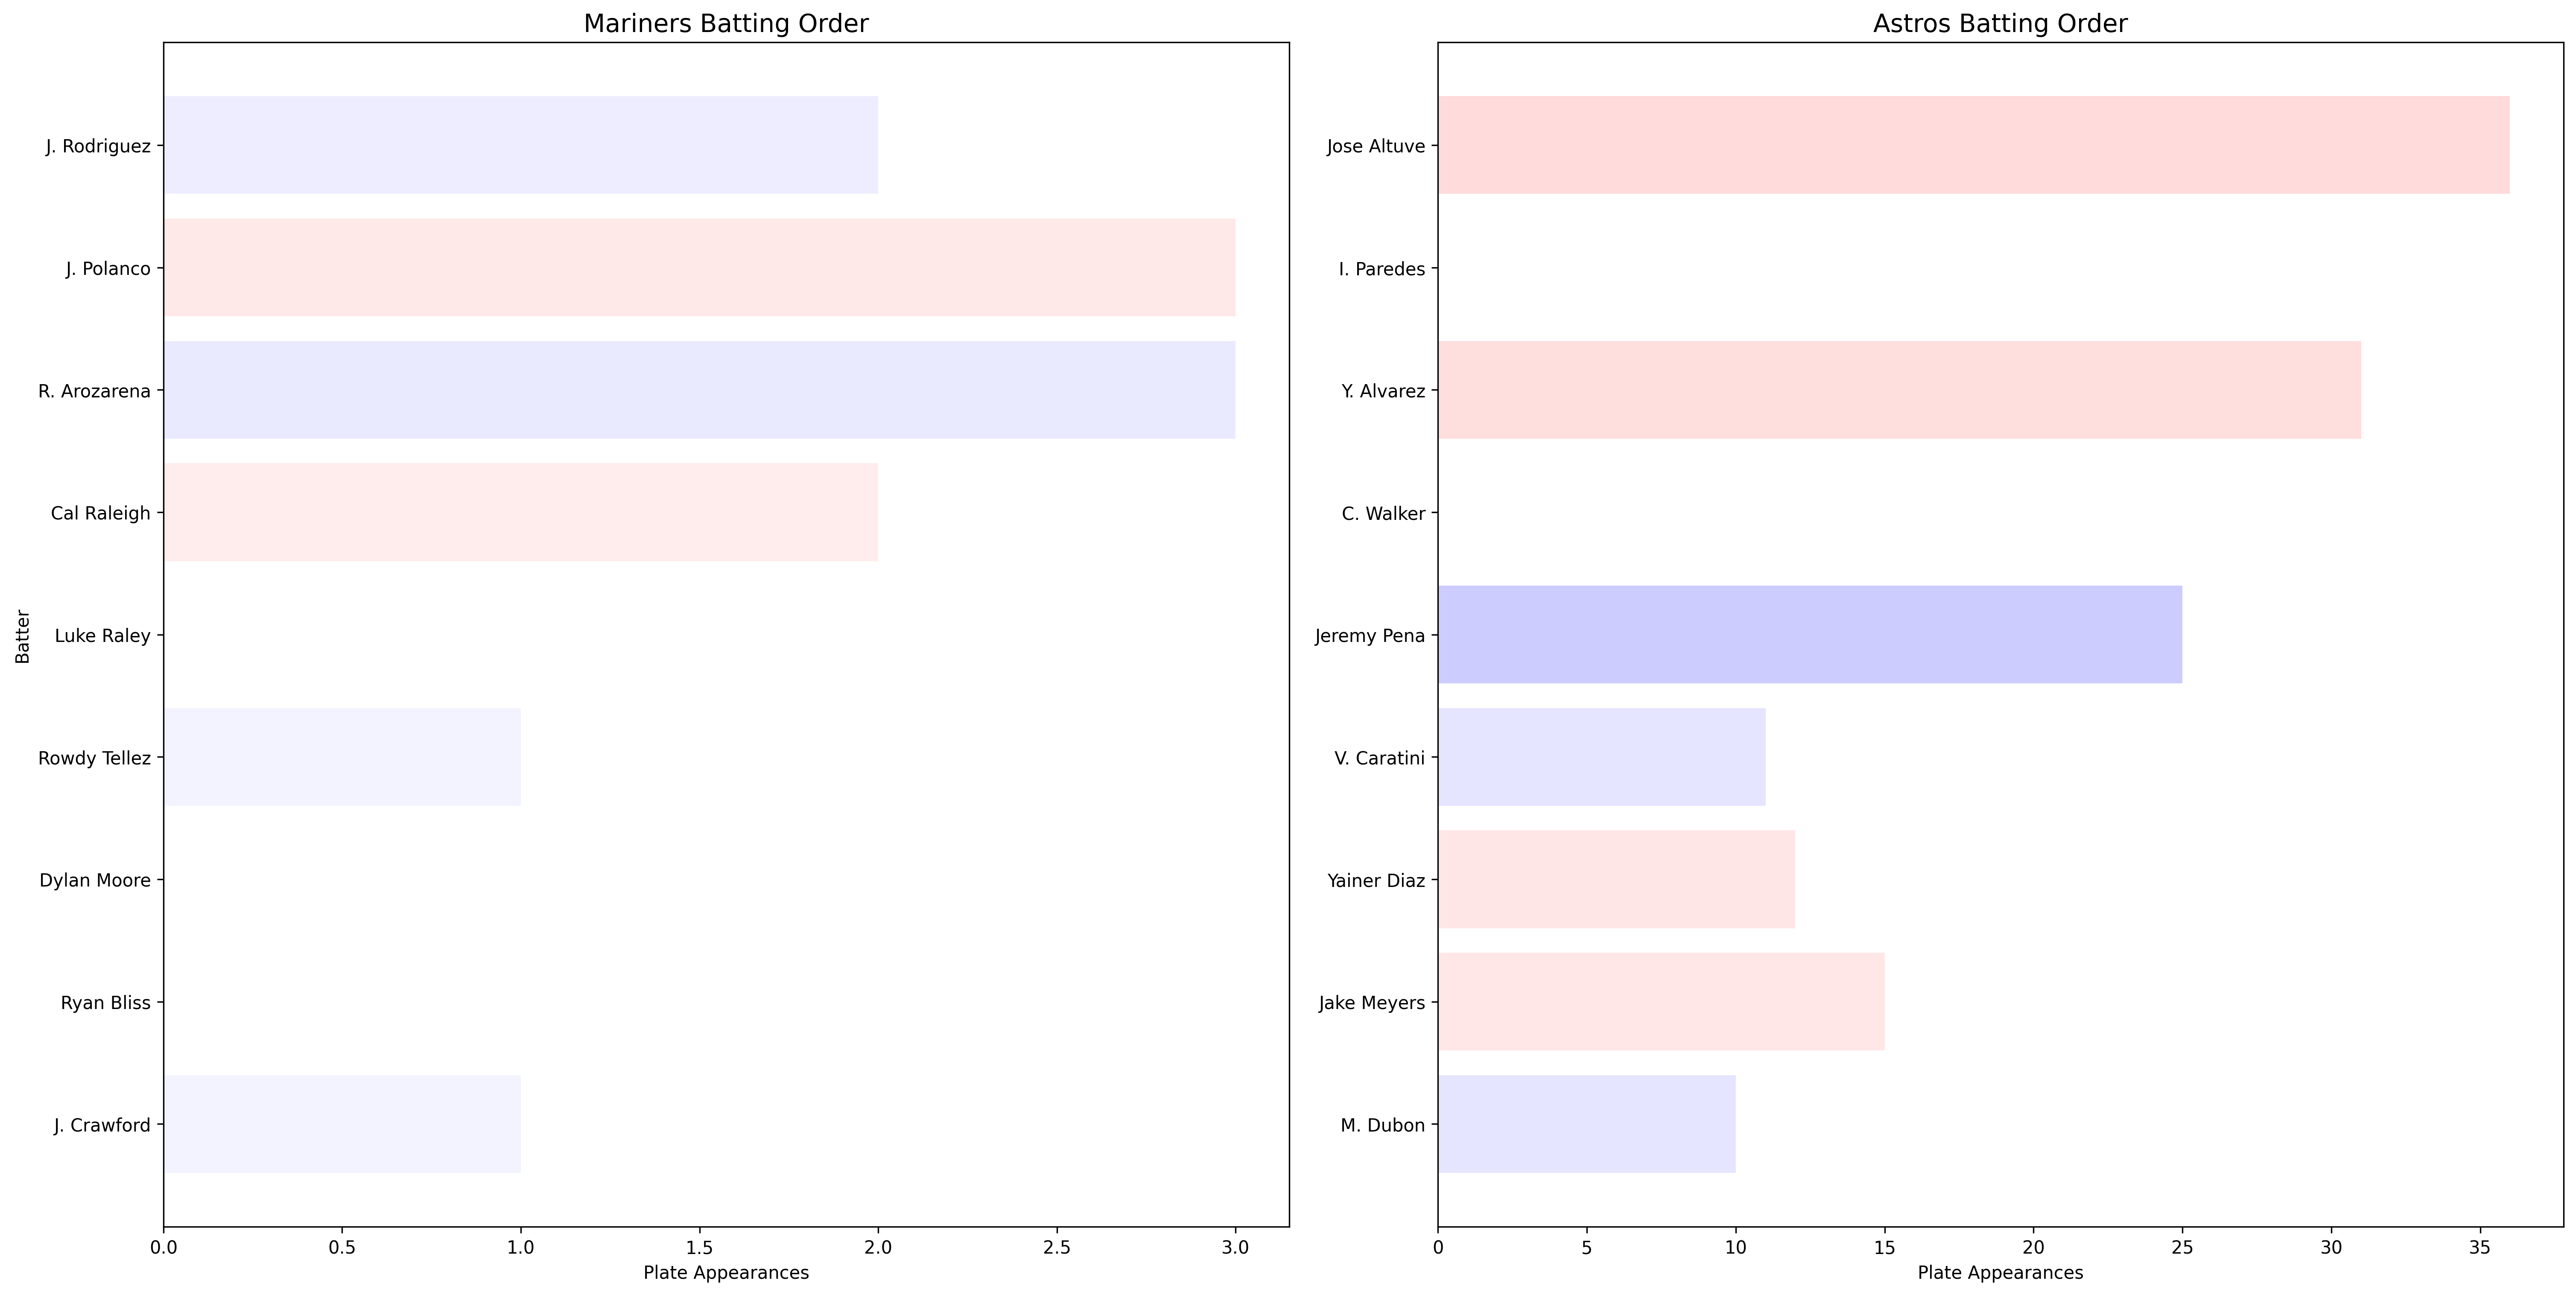 Mariners Batting Order
Batter
J. Rodriguez
J. Polanco
R. Arozarena
Cal Raleigh
Luke Raley
Rowdy Tellez
Dylan Moore
Ryan Bliss
J. Crawford
0.0 0.5 1.0 1.5 2.0 2.5 3.0
Plate Appearances
Astros Batting Order
Jose Altuve
I. Paredes
Y. Alvarez
C. Walker
Jeremy Pena
V. Caratini
Yainer Diaz
Jake Meyers
M. Dubon
0 5 10 15 20 25 30 35
Plate Appearances